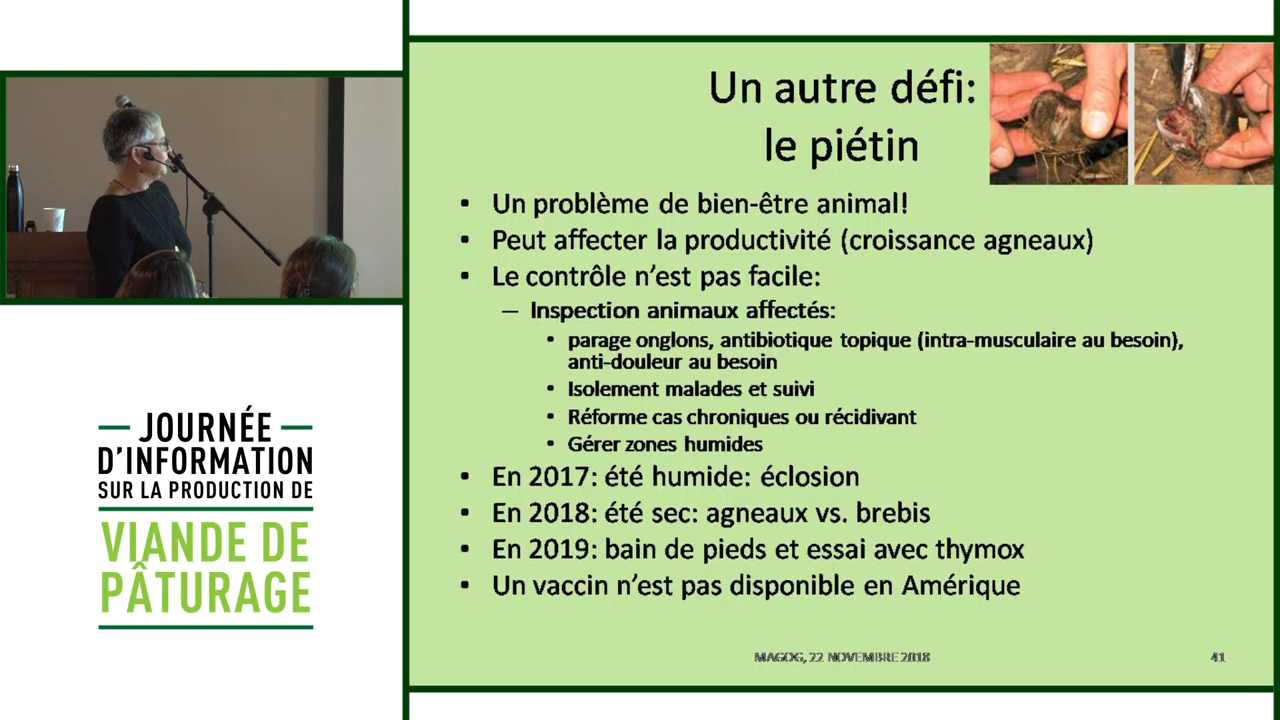 Un autre défi:
le piétin
• Un problème de bien-être animal!
• Peut affecter la productivité (croissance agneaux)
• Le contrôle n'est pas facile:
– Inspection animaux affectés:
• parage onglons, antibiotique topique (intra-musculaire au besoin),
anti-douleur au besoin
• Isolement malades et suivi
• Réforme cas chroniques ou récidivant
• Gérer zones humides
• En 2017: été humide: éclosion
• En 2018: été sec: agneaux vs. brebis
• En 2019: bain de pieds et essai avec thymox
• Un vaccin n'est pas disponible en Amérique
MAGOG, 22 NOVEMBRE 2018
41
— JOURNÉE —
D'INFORMATION
SUR LA PRODUCTION DE
VIANDE DE
PÂTURAGE